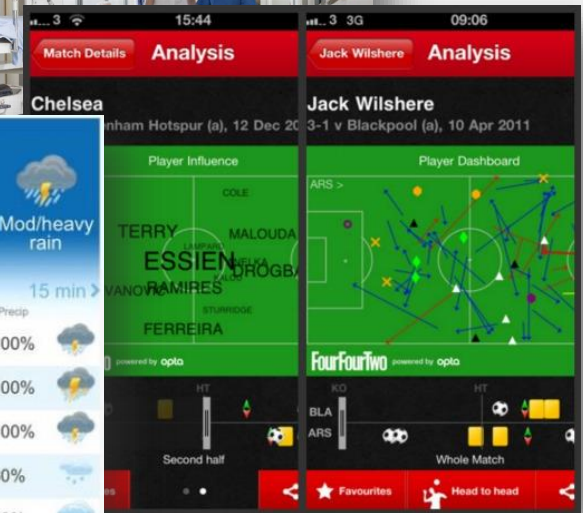 3
15:44
Match Details
Analysis
Chelsea
enham Hotspur (a), 12 Dec 20
Player Influence
COLE
TERRY
MALOUDA
LAMPARD
ESSIEN
DROGBA
KALOU
VANOVIC
RAMIRES
STURRIDGE
FERREIRA
powered by opta
HT
Second half
3 3G
09:06
Jack Wilshere
Analysis
Jack Wilshere
3-1 v Blackpool (a), 10 Apr 2011
Player Dashboard
ARS >
FourFourTwo powered by opta
KO
HT
BLA
ARS
Whole Match
Favourites
Head to head
Mod/heavy
rain
15 min >
Precip
00%
00%
00%
0%